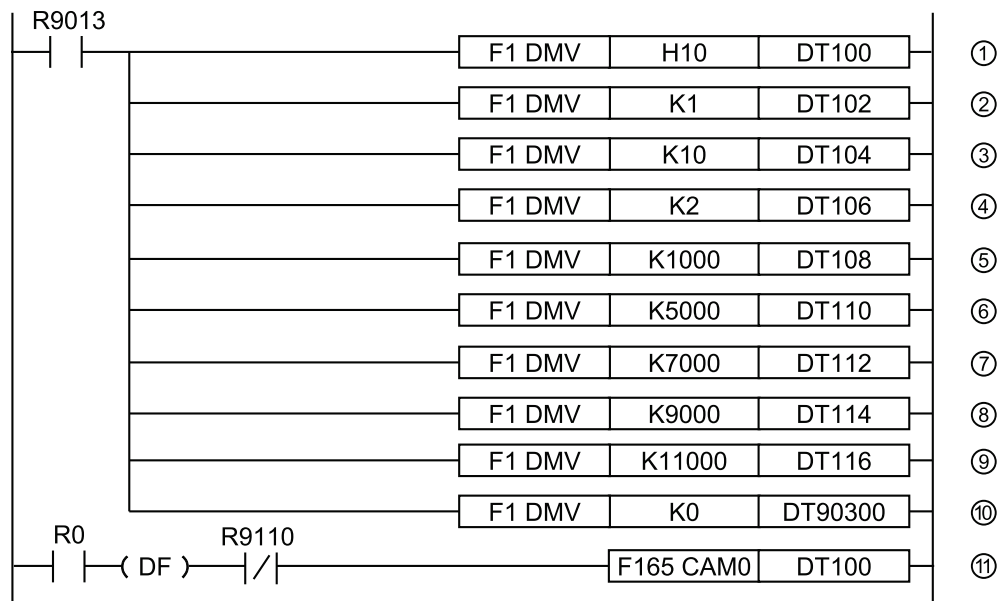 R9013
F1 DMV H10 DT100 ①
F1 DMV K1 DT102 ②
F1 DMV K10 DT104 ③
F1 DMV K2 DT106 ④
F1 DMV K1000 DT108 ⑤
F1 DMV K5000 DT110 ⑥
F1 DMV K7000 DT112 ⑦
F1 DMV K9000 DT114 ⑧
F1 DMV K11000 DT116 ⑨
F1 DMV K0 DT90300 ⑩
R0 R9110
( DF ) F165 CAM0 DT100 ⑪